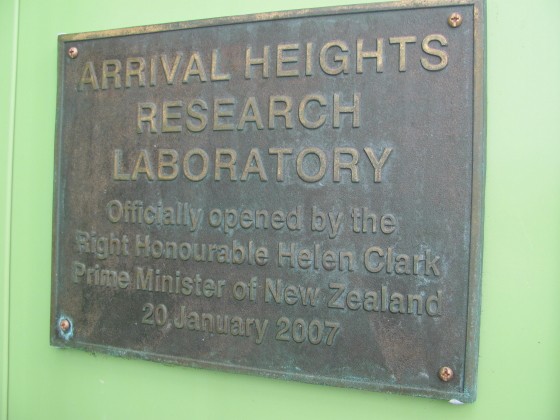 ARRIVAL HEIGHTS
RESEARCH
LABORATORY
Officially opened by the
Right Honourable Helen Clark
Prime Minister of New Zealand
20 January 2007